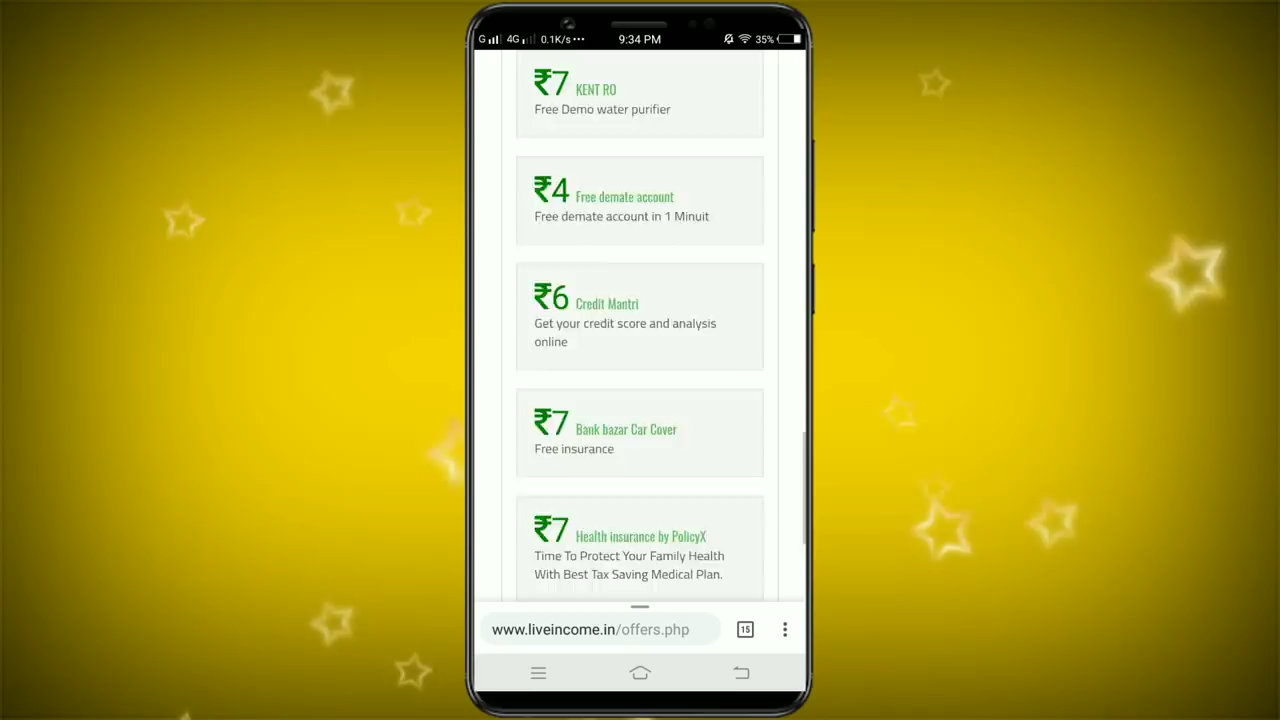 G 4G 0.1K/s ••• 9:34 PM 35%
₹7 KENT RO
Free Demo water purifier
₹4 Free demate account
Free demate account in 1 Minuit
₹6 Credit Mantri
Get your credit score and analysis
online
₹7 Bank bazar Car Cover
Free insurance
₹7 Health insurance by PolicyX
Time To Protect Your Family Health
With Best Tax Saving Medical Plan.
www.liveincome.in/offers.php 15